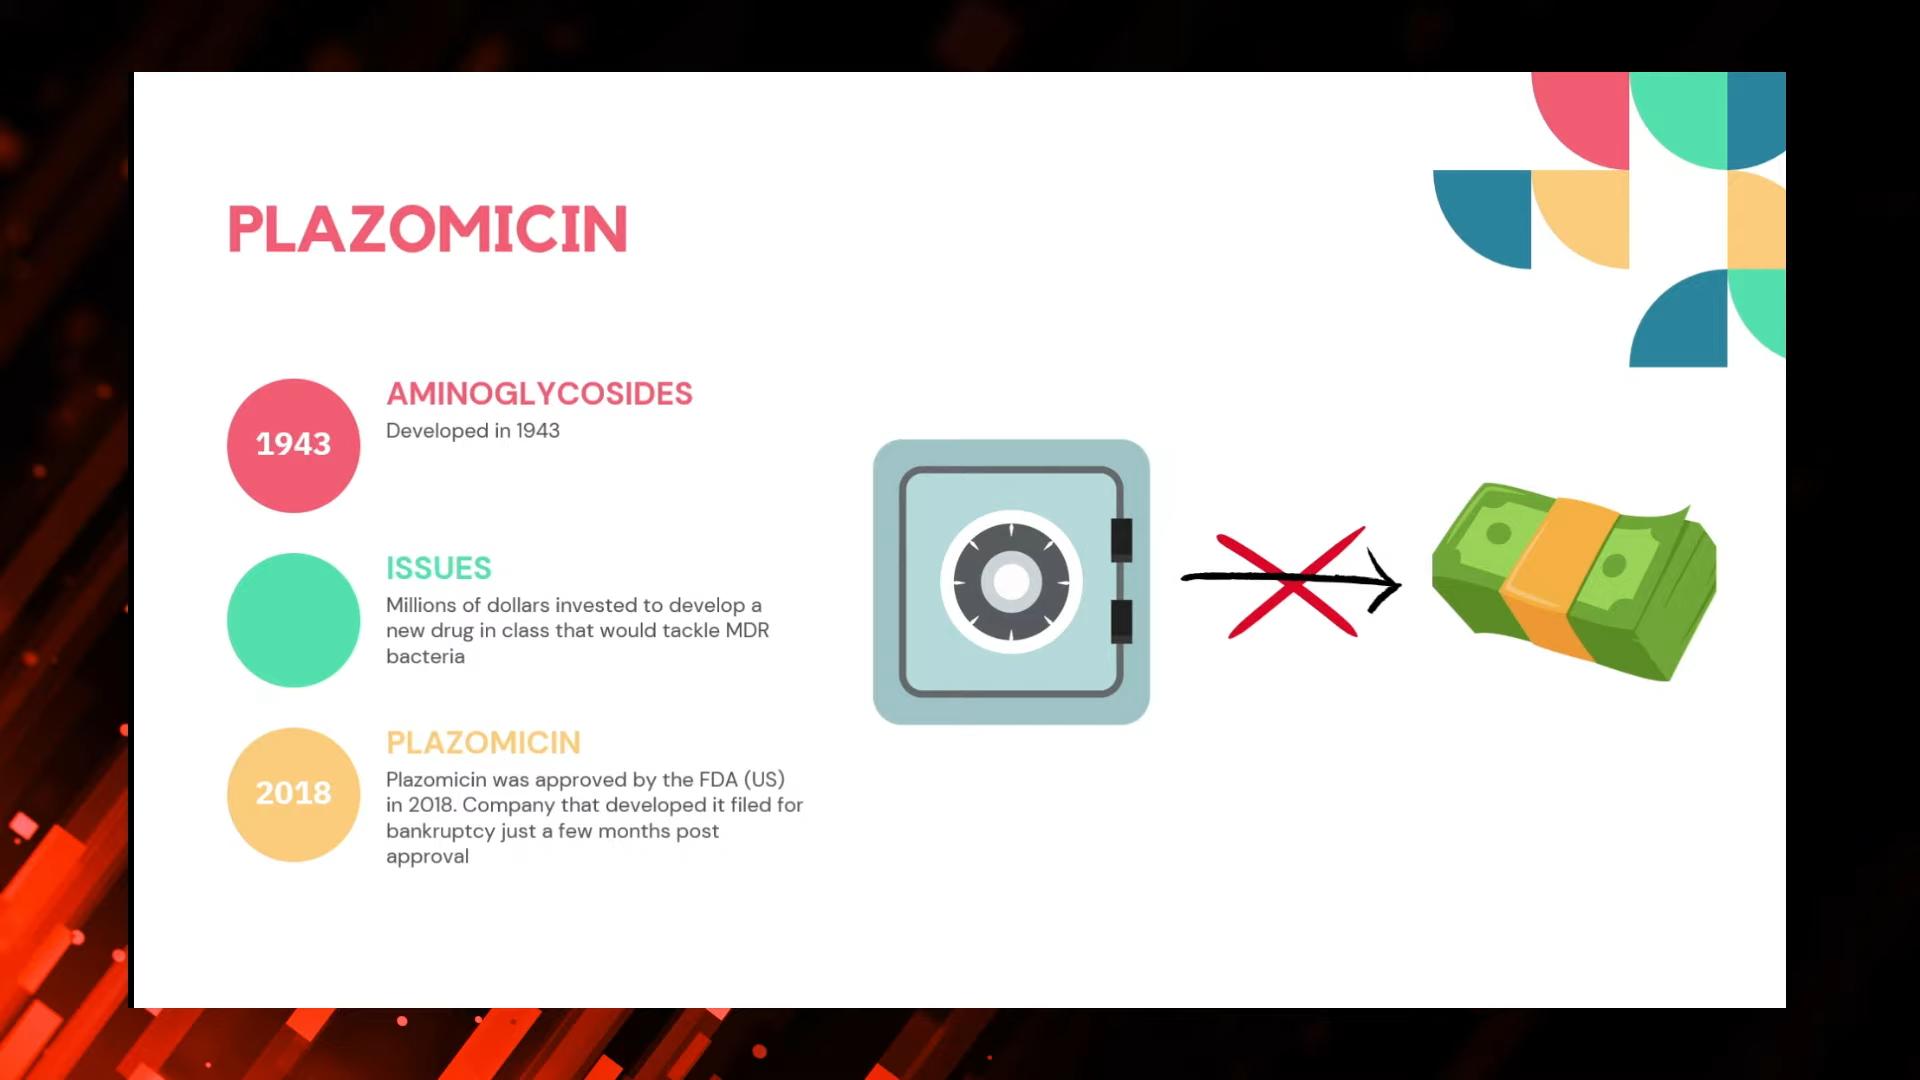 PLAZOMICIN
1943
AMINOGLYCOSIDES
Developed in 1943
ISSUES
Millions of dollars invested to develop a
new drug in class that would tackle MDR
bacteria
2018
PLAZOMICIN
Plazomicin was approved by the FDA (US)
in 2018. Company that developed it filed for
bankruptcy just a few months post
approval